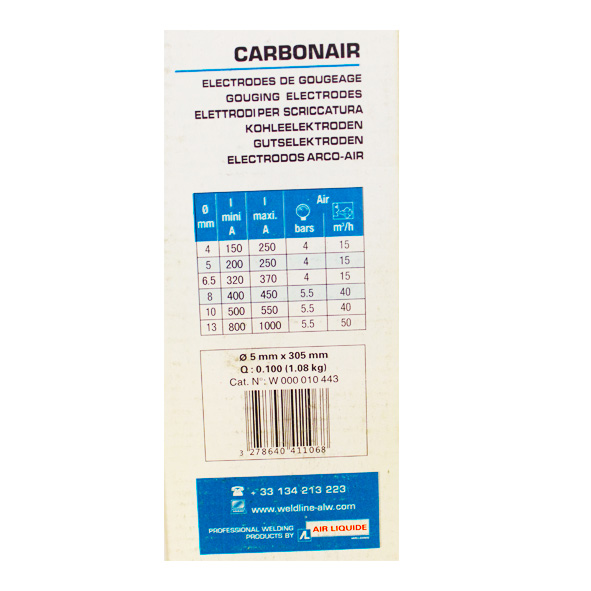 CARBONAIR
ELECTRODES DE GOUGEAGE
GOUGING ELECTRODES
ELETTRODI PER SCRICCATURA
KOHLEELEKTRODEN
GUTSELEKTRODEN
ELECTRODOS ARCO-AIR
Ø mm I mini A I maxi. A Air bars m³/h
4 150 250 4 15
5 200 250 4 15
6.5 320 370 4 15
8 400 450 5.5 40
10 500 550 5.5 40
13 800 1000 5.5 50
Ø 5 mm x 305 mm
Q : 0.100 (1.08 kg)
Cat. N°: W 000 010 443
3 278640 411068
+ 33 134 213 223
www.weldline-alw.com
PROFESSIONAL WELDING
PRODUCTS BY AL AIR LIQUIDE